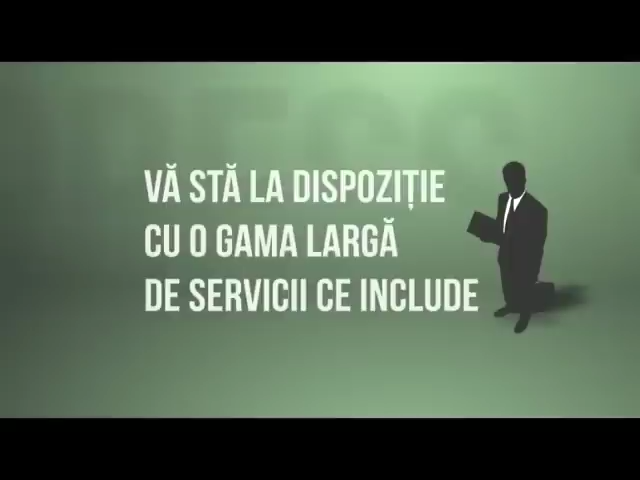 VĂ STĂ LA DISPOZIȚIE
CU O GAMA LARGĂ
DE SERVICII CE INCLUDE